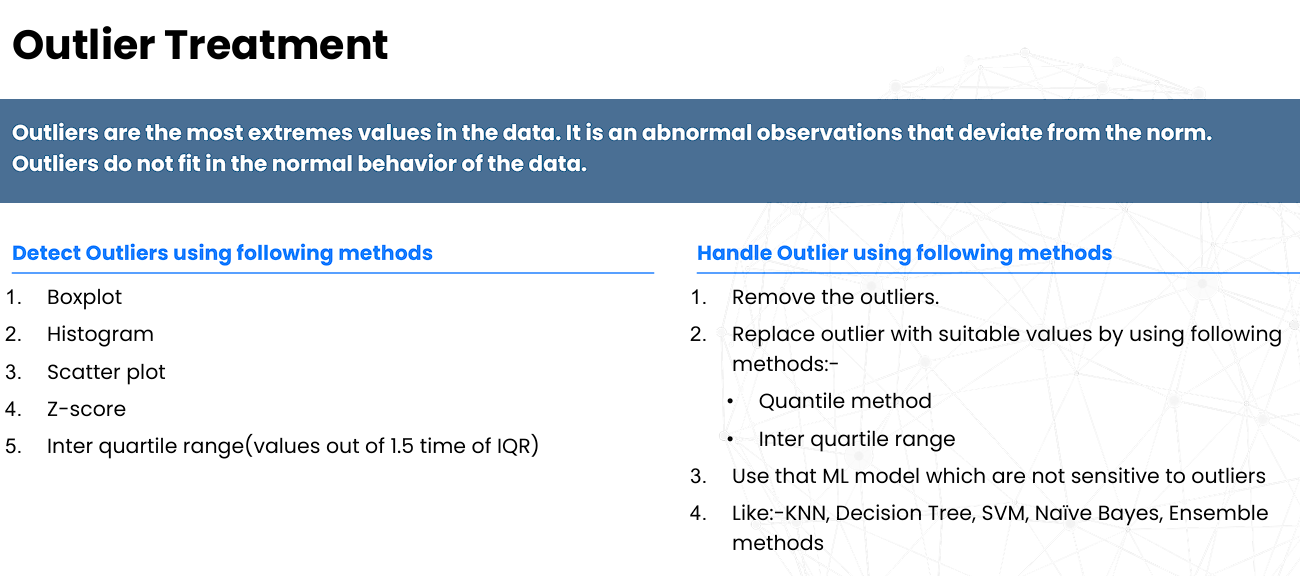 Outlier Treatment
Outliers are the most extremes values in the data. It is an abnormal observations that deviate from the norm.
Outliers do not fit in the normal behavior of the data.
Detect Outliers using following methods
1. Boxplot
2. Histogram
3. Scatter plot
4. Z-score
5. Inter quartile range(values out of 1.5 time of IQR)
Handle Outlier using following methods
1. Remove the outliers.
2. Replace outlier with suitable values by using following
methods:-
• Quantile method
• Inter quartile range
3. Use that ML model which are not sensitive to outliers
4. Like:-KNN, Decision Tree, SVM, Naïve Bayes, Ensemble
methods